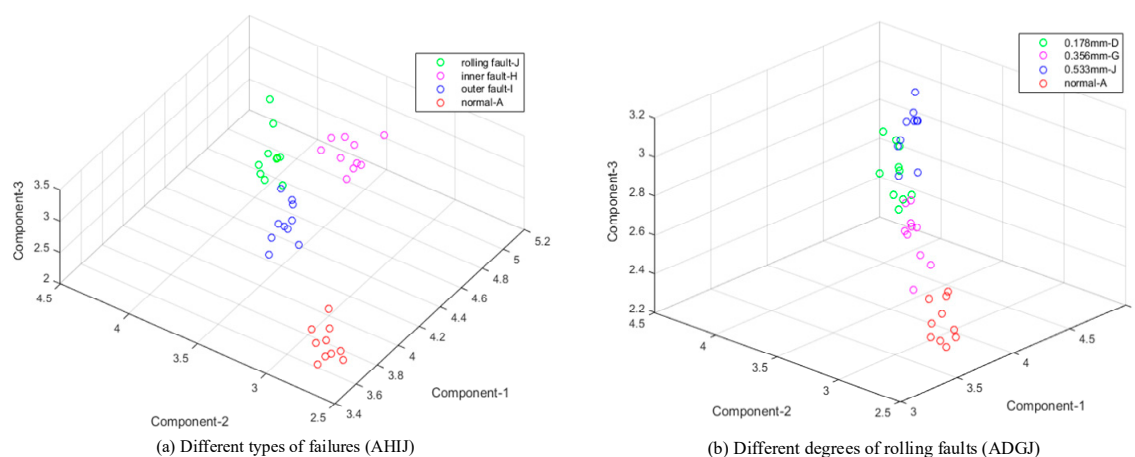 rolling fault-J
inner fault-H
outer fault-I
normal-A
Component-3
3.5
3
2.5
2
4.5
4
3.5
3
2.5
Component-2
3.4
3.6
3.8
4
4.2
4.4
4.6
4.8
5
5.2
Component-1
(a) Different types of failures (AHIJ)
0.178mm-D
0.356mm-G
0.533mm-J
normal-A
Component-3
3.2
3
2.8
2.6
2.4
2.2
4.5
4
3.5
3
2.5
Component-2
3
3.5
4
4.5
Component-1
(b) Different degrees of rolling faults (ADGJ)